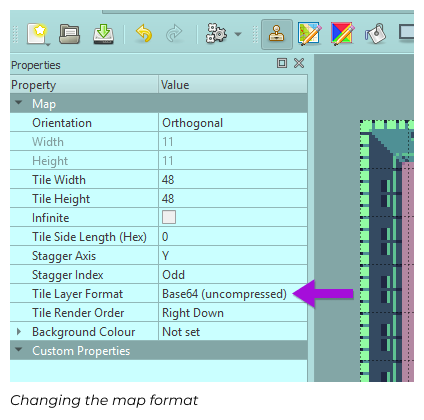 Properties
Property Value
Map
Orientation Orthogonal
Width 11
Height 11
Tile Width 48
Tile Height 48
Infinite
Tile Side Length (Hex) 0
Stagger Axis Y
Stagger Index Odd
Tile Layer Format Base64 (uncompressed)
Tile Render Order Right Down
Background Colour Not set
Custom Properties
Changing the map format